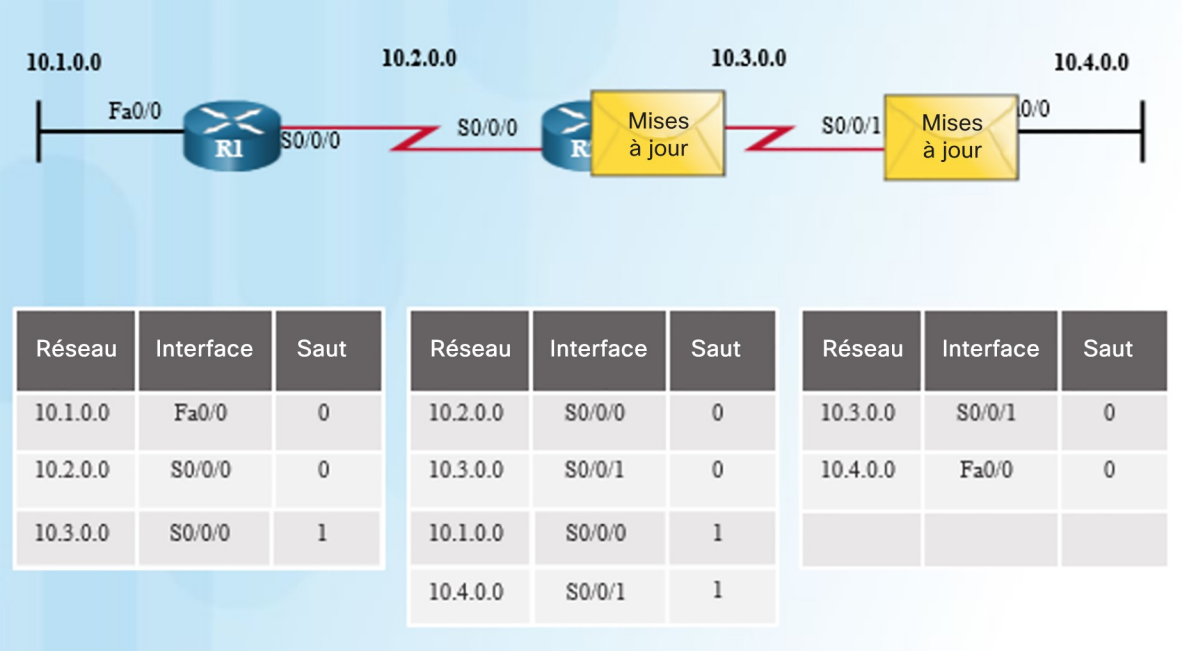 10.1.0.0
10.2.0.0
10.3.0.0
10.4.0.0
Fa0/0
R1
S0/0/0
S0/0/0
Mises
à jour
S0/0/1
Mises
à jour
Réseau Interface Saut
10.1.0.0 Fa0/0 0
10.2.0.0 S0/0/0 0
10.3.0.0 S0/0/0 1
Réseau Interface Saut
10.2.0.0 S0/0/0 0
10.3.0.0 S0/0/1 0
10.1.0.0 S0/0/0 1
10.4.0.0 S0/0/1 1
Réseau Interface Saut
10.3.0.0 S0/0/1 0
10.4.0.0 Fa0/0 0